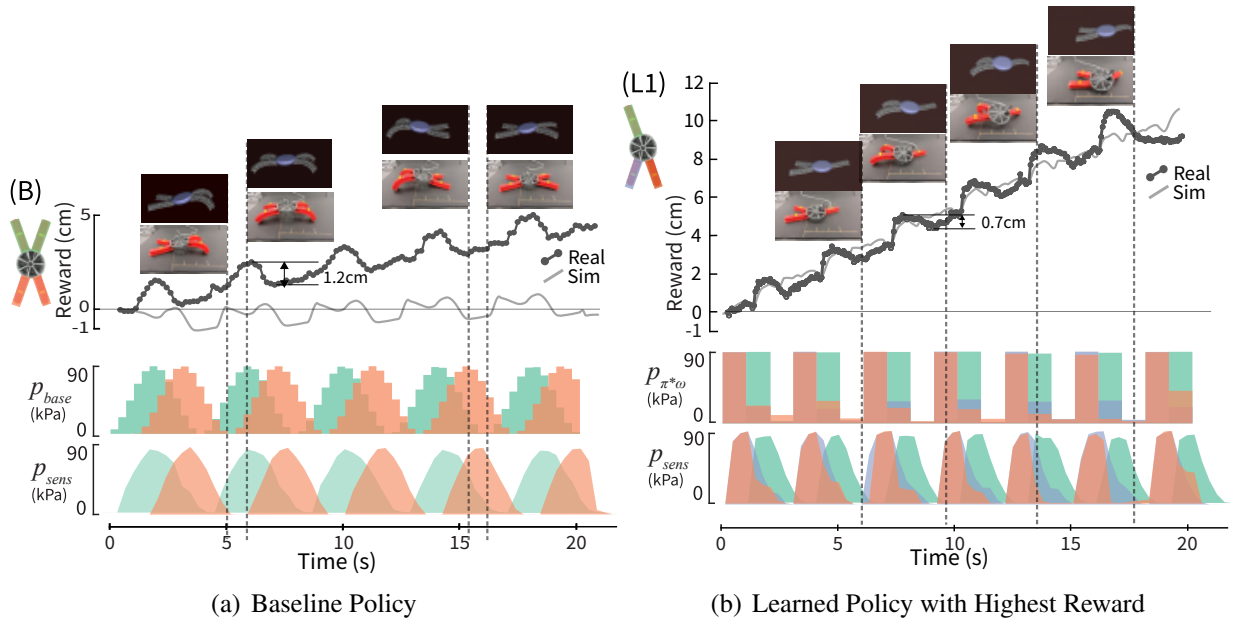 (B)
Reward (cm)
5
0
-1
1.2cm
Real
Sim
p_base
(kPa)
90
0
p_sens
(kPa)
90
0
0
5
10
15
20
Time (s)
(a) Baseline Policy
(L1)
Reward (cm)
12
10
8
6
4
2
0
-1
0.7cm
Real
Sim
p_π*ω
(kPa)
90
0
p_sens
(kPa)
90
0
0
5
10
15
20
Time (s)
(b) Learned Policy with Highest Reward